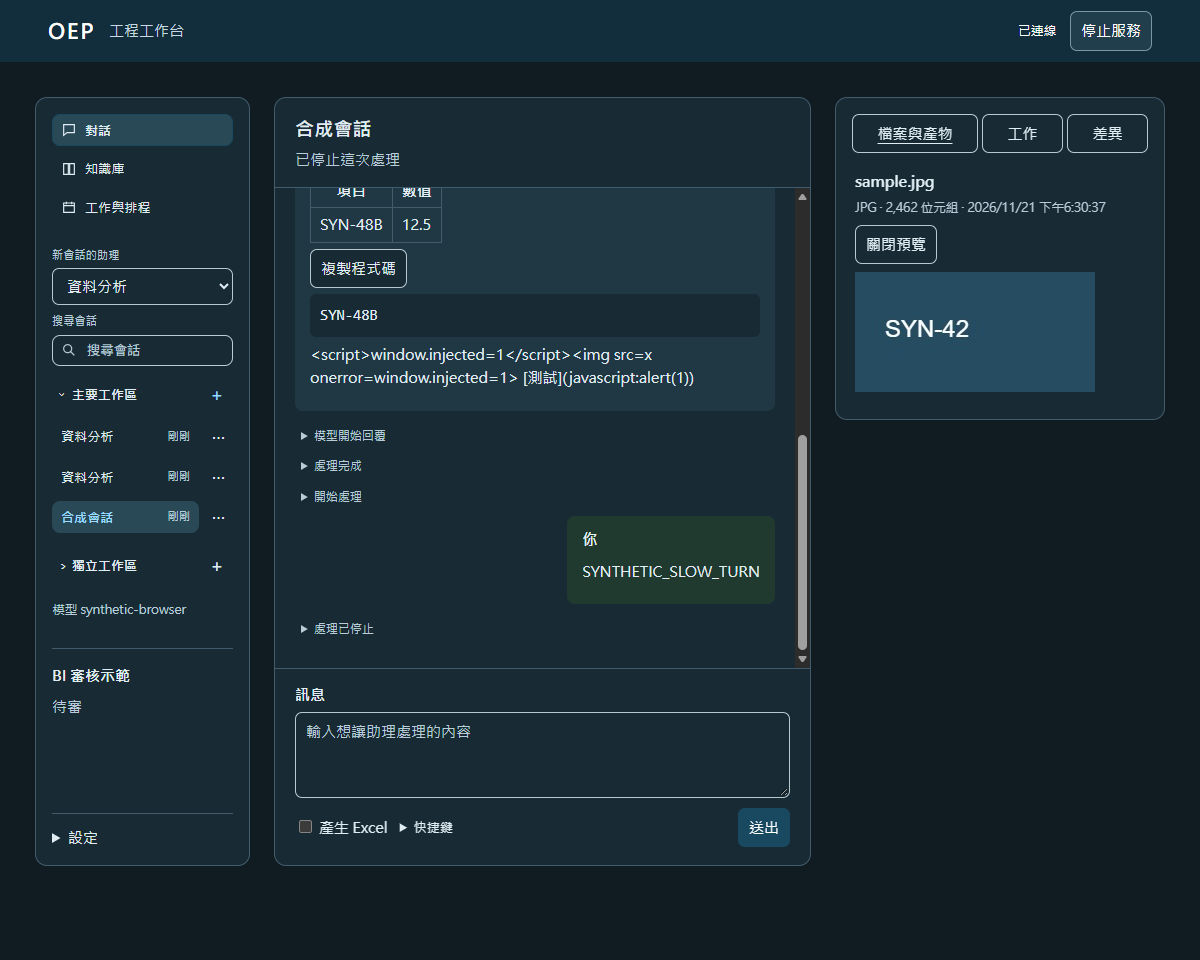 OEP 工程工作台
已連線
停止服務
對話
知識庫
工作與排程
新會話的助理
資料分析
搜尋會話
搜尋會話
主要工作區 +
資料分析 剛剛 ...
資料分析 剛剛 ...
合成會話 剛剛 ...
獨立工作區 +
模型 synthetic-browser
BI 審核示範
待審
設定
合成會話
已停止這次處理
項目 數值
SYN-48B 12.5
複製程式碼
SYN-48B
<script>window.injected=1</script><img src=x
onerror=window.injected=1> [測試](javascript:alert(1))
模型開始回覆
處理完成
開始處理
你
SYNTHETIC_SLOW_TURN
處理已停止
訊息
輸入想讓助理處理的內容
產生 Excel
快捷鍵
送出
檔案與產物
工作
差異
sample.jpg
JPG · 2,462 位元組 · 2026/11/21 下午6:30:37
關閉預覽
SYN-42